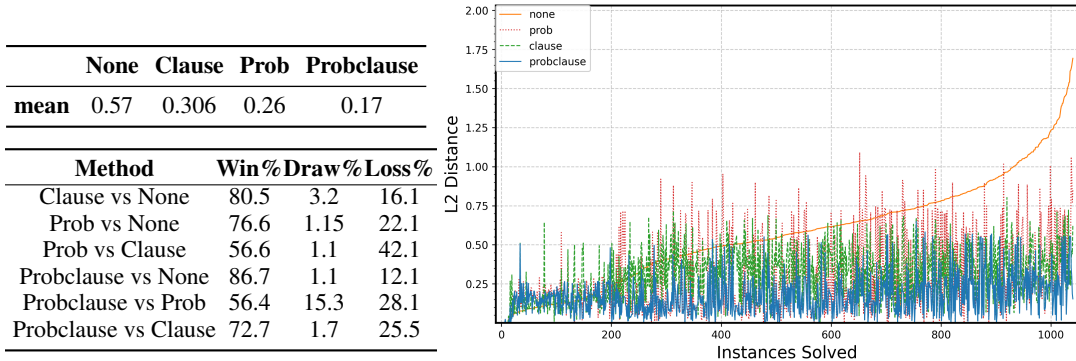 None Clause Prob Probclause
mean 0.57 0.306 0.26 0.17
Method Win% Draw% Loss%
Clause vs None 80.5 3.2 16.1
Prob vs None 76.6 1.15 22.1
Prob vs Clause 56.6 1.1 42.1
Probclause vs None 86.7 1.1 12.1
Probclause vs Prob 56.4 15.3 28.1
Probclause vs Clause 72.7 1.7 25.5
L2 Distance
2.00
1.75
1.50
1.25
1.00
0.75
0.50
0.25
none
prob
clause
probclause
0 200 400 600 800 1000
Instances Solved